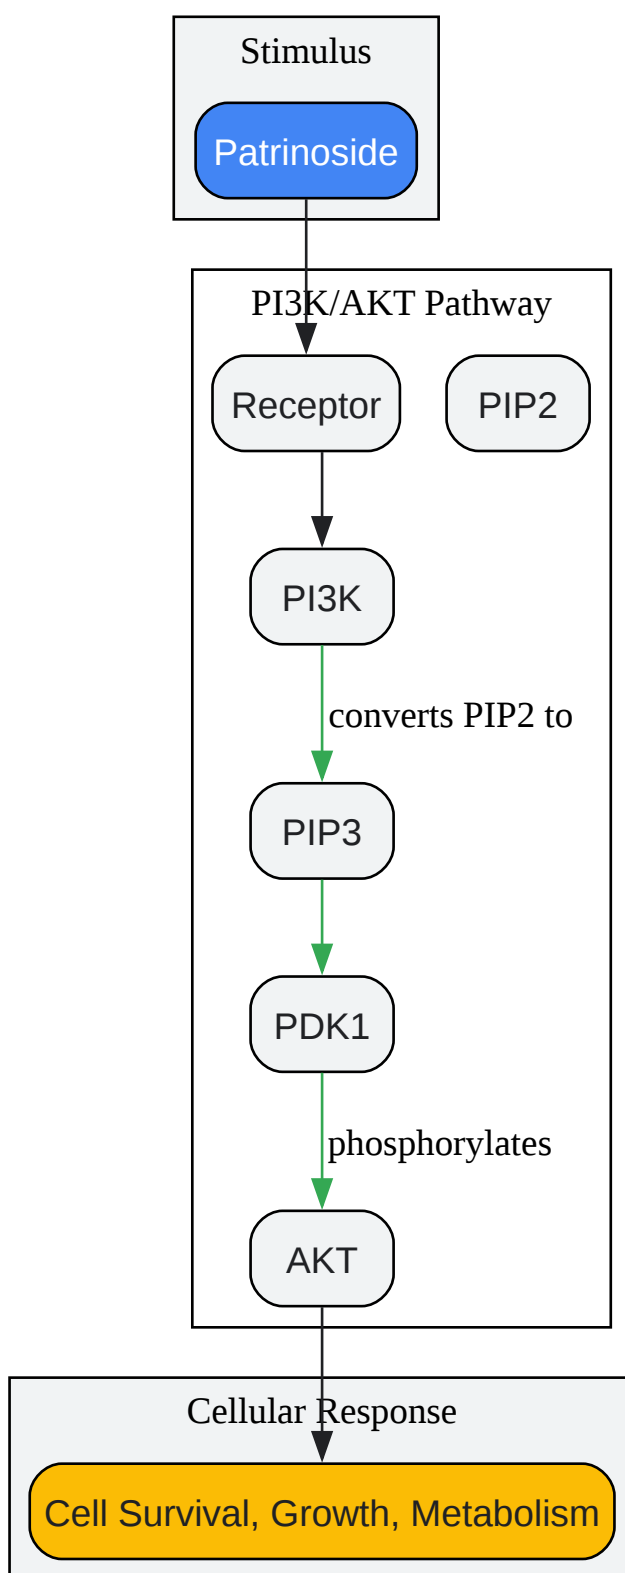 Stimulus
Patrinoside
PI3K/AKT Pathway
Receptor
PIP2
PI3K
converts PIP2 to
PIP3
PDK1
phosphorylates
AKT
Cellular Response
Cell Survival, Growth, Metabolism